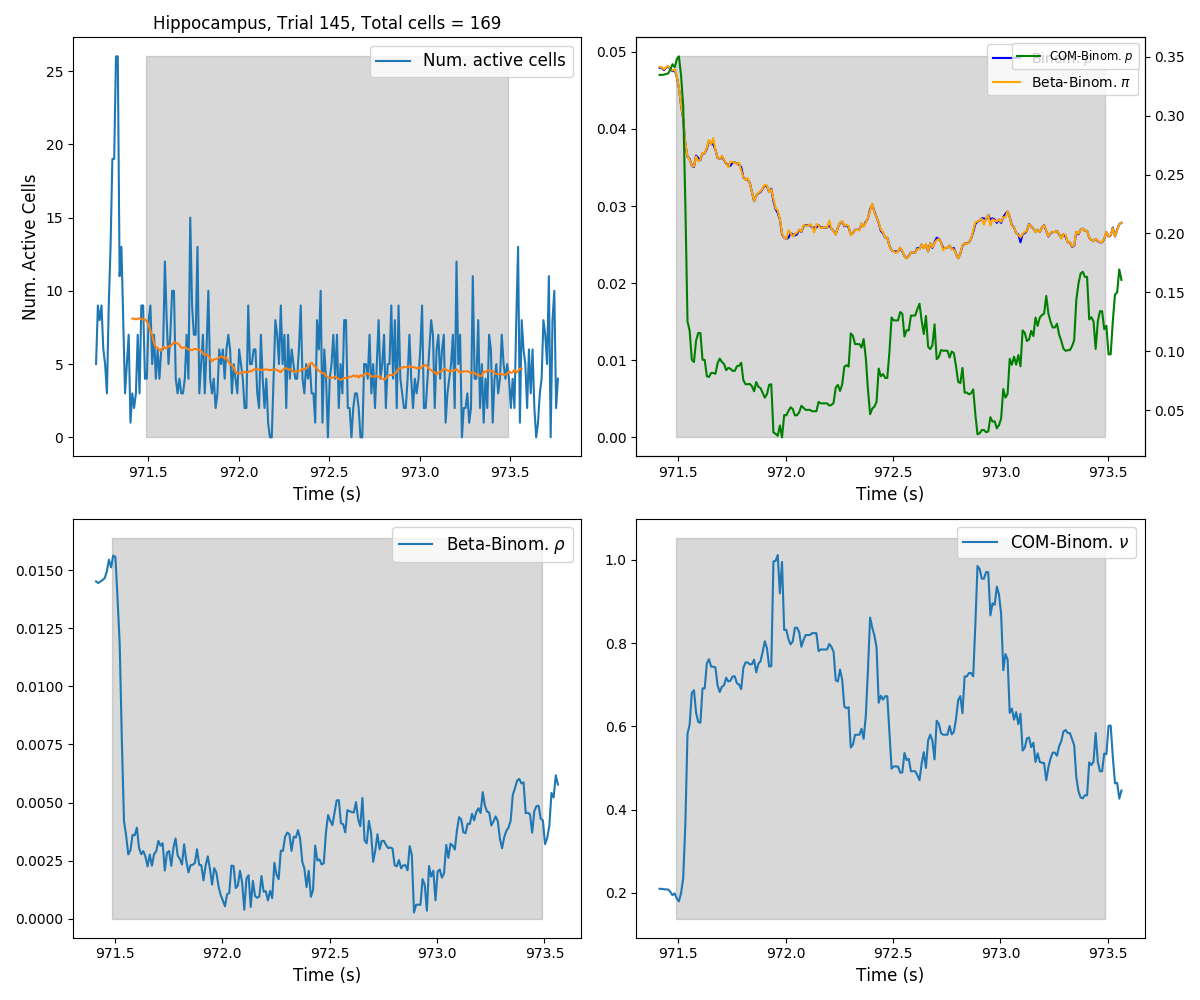 Hippocampus, Trial 145, Total cells = 169
Num. active cells
Num. Active Cells
25
20
15
10
5
0
971.5 972.0 972.5 973.0 973.5
Time (s)
COM-Binom. p
Beta-Binom. π
0.05
0.04
0.03
0.02
0.01
0.00
0.35
0.30
0.25
0.20
0.15
0.10
0.05
971.5 972.0 972.5 973.0 973.5
Time (s)
Beta-Binom. ρ
0.0150
0.0125
0.0100
0.0075
0.0050
0.0025
0.0000
971.5 972.0 972.5 973.0 973.5
Time (s)
COM-Binom. ν
1.0
0.8
0.6
0.4
0.2
971.5 972.0 972.5 973.0 973.5
Time (s)